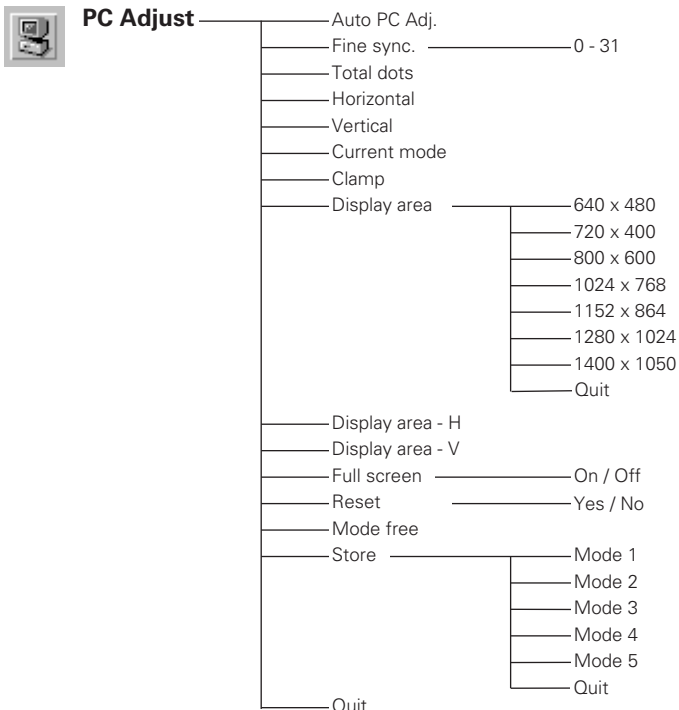 PC Adjust
Auto PC Adj.
Fine sync. 0 - 31
Total dots
Horizontal
Vertical
Current mode
Clamp
Display area 640 x 480
720 x 400
800 x 600
1024 x 768
1152 x 864
1280 x 1024
1400 x 1050
Quit
Display area - H
Display area - V
Full screen On / Off
Reset Yes / No
Mode free
Store Mode 1
Mode 2
Mode 3
Mode 4
Mode 5
Quit
Quit